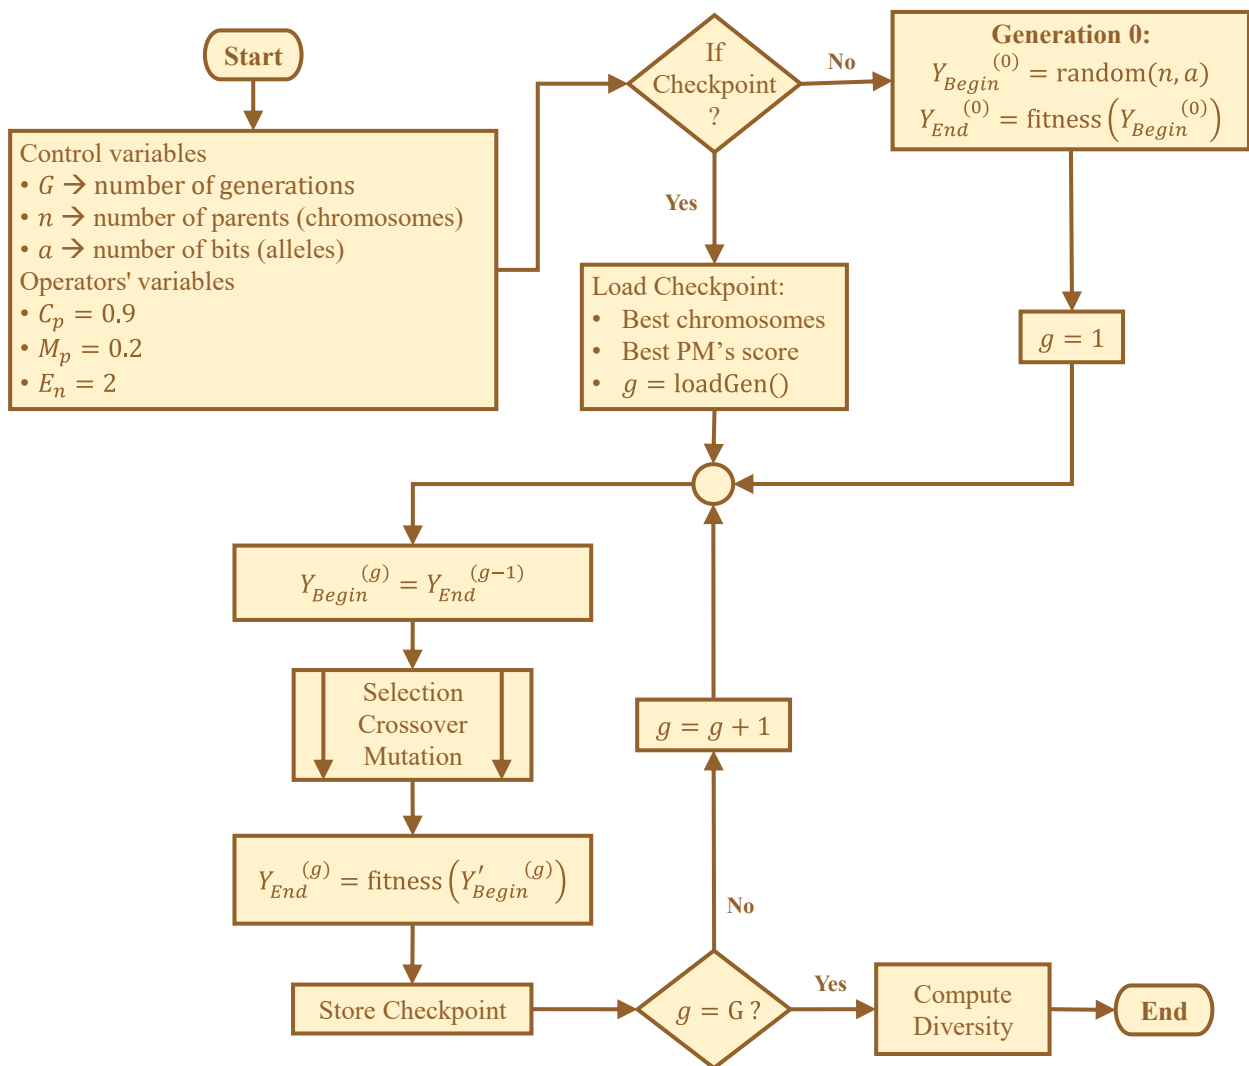 Start
Control variables
• G → number of generations
• n → number of parents (chromosomes)
• a → number of bits (alleles)
Operators' variables
• C_p = 0.9
• M_p = 0.2
• E_n = 2
If
Checkpoint
?
No
Yes
Generation 0:
Y_Begin^(0) = random(n, a)
Y_End^(0) = fitness(Y_Begin^(0))
g = 1
Load Checkpoint:
• Best chromosomes
• Best PM’s score
• g = loadGen()
Y_Begin^(g) = Y_End^(g−1)
Selection
Crossover
Mutation
Y_End^(g) = fitness(Y′_Begin^(g))
Store Checkpoint
g = G ?
No
g = g + 1
Yes
Compute
Diversity
End